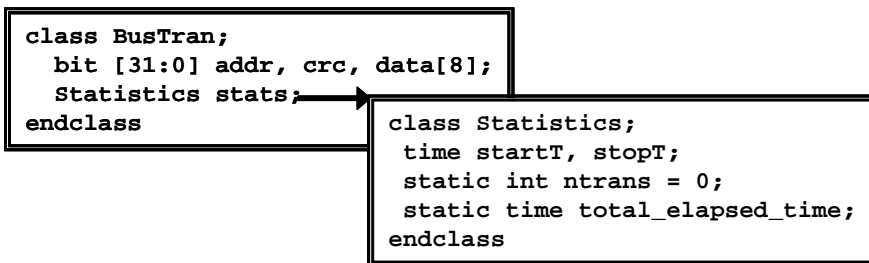 class BusTran;
  bit [31:0] addr, crc, data[8];
  Statistics stats;
endclass
class Statistics;
 time startT, stopT;
 static int ntrans = 0;
 static time total_elapsed_time;
endclass